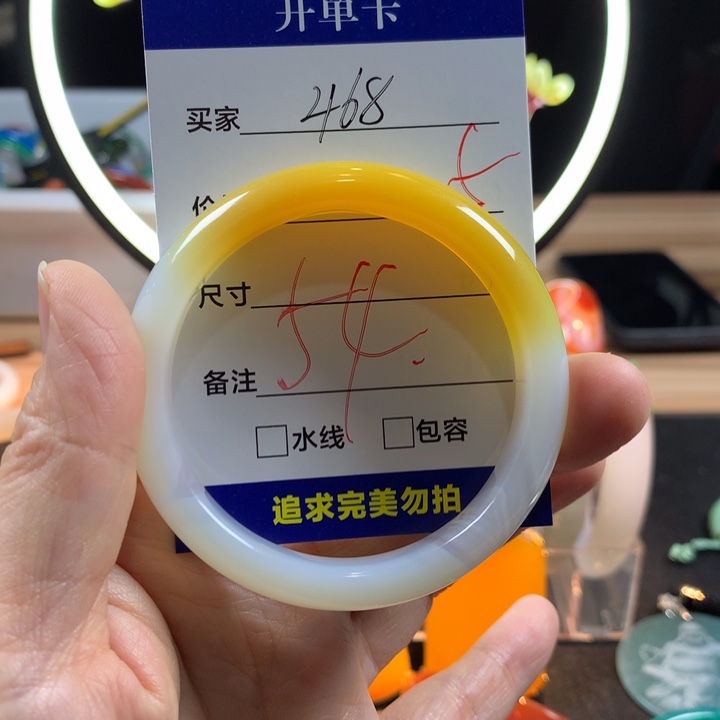 开单卡
买家 468
价
尺寸 54.
备注
水线 包容
追求完美勿拍